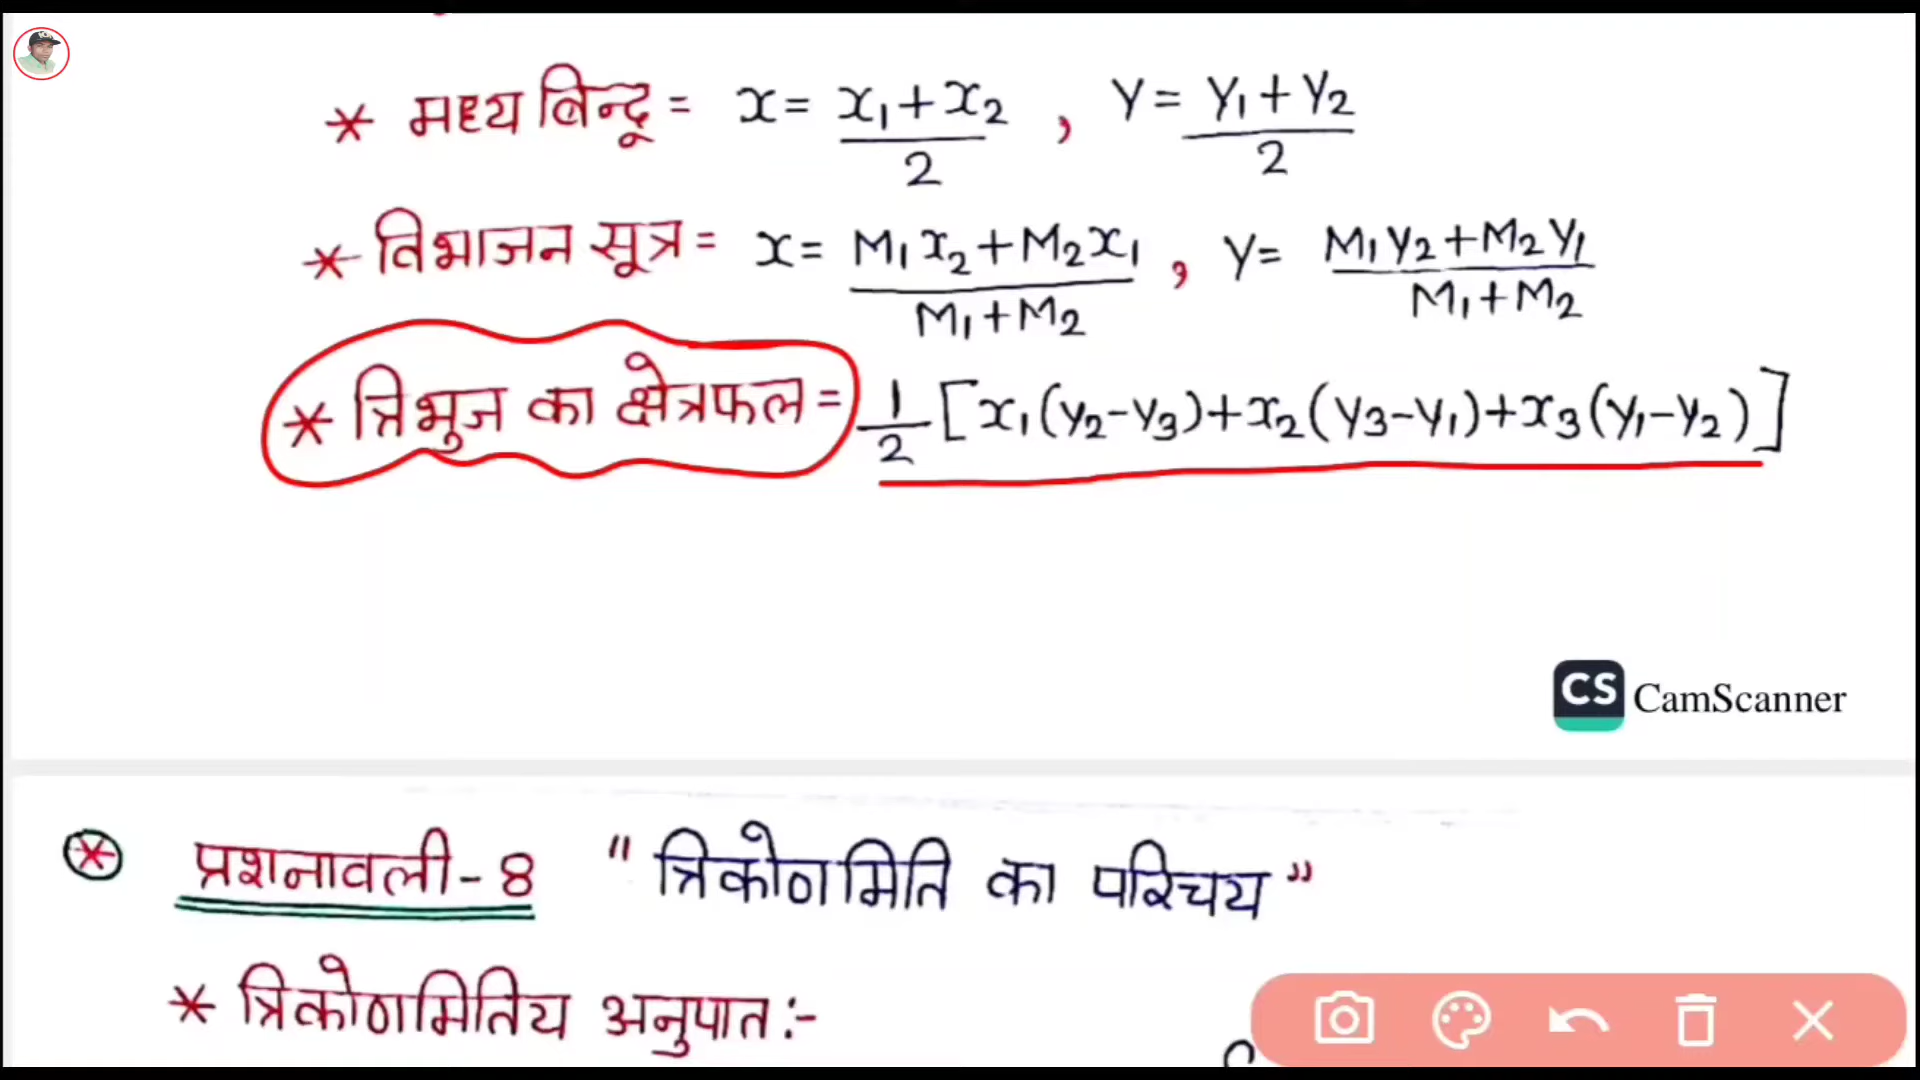 * मध्य बिन्दू = x = x₁+x₂/2 , y = y₁+y₂/2
* विभाजन सूत्र = x = M₁x₂+M₂x₁/M₁+M₂ , y = M₁y₂+M₂y₁/M₁+M₂
* त्रिभुज का क्षेत्रफल = 1/2 [x₁(y₂-y₃)+x₂(y₃-y₁)+x₃(y₁-y₂)]
CS CamScanner
* प्रशनावली-8 "त्रिकोणमिति का परिचय"
* त्रिकोणमितिय अनुपात :-